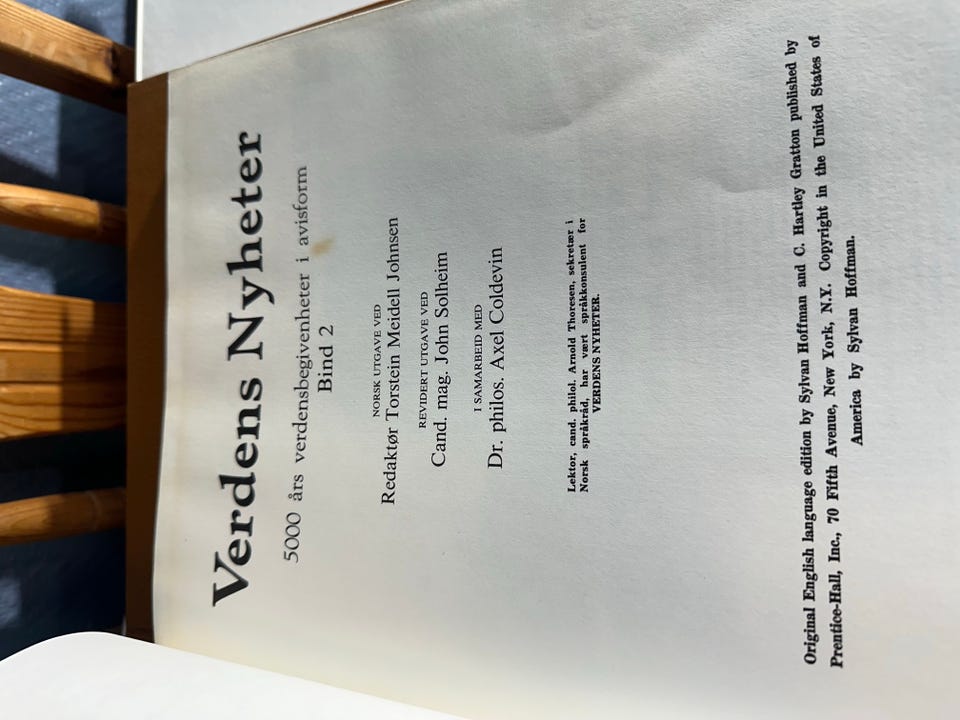 Verdens Nyheter
5000 års verdensbegivenheter i avisform
Bind 2
NORSK UTGAVE VED
Redaktør Torstein Meidell Johnsen
REVIDERT UTGAVE VED
Cand. mag. John Solheim
I SAMARBEID MED
Dr. philos. Axel Coldevin
Lektor, cand. philol. Arnold Thoresen, sekretær i
Norsk språkråd, har vært språkkonsulent for
VERDENS NYHETER.
Original English language edition by Sylvan Hoffman and C. Hartley Gratton published by
Prentice-Hall, Inc., 70 Fifth Avenue, New York, N.Y. Copyright in the United States of
America by Sylvan Hoffman.